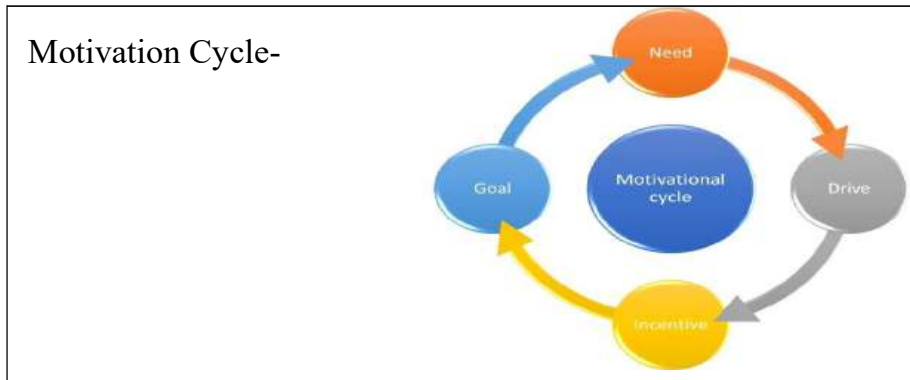 Motivation Cycle-
Need
Goal
Motivational
cycle
Drive
Incentive